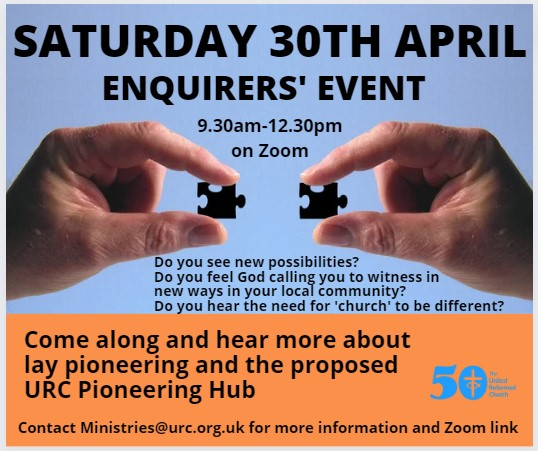 SATURDAY 30TH APRIL
ENQUIRERS' EVENT
9.30am-12.30pm
on Zoom
Do you see new possibilities?
Do you feel God calling you to witness in
new ways in your local community?
Do you hear the need for 'church' to be different?
Come along and hear more about
lay pioneering and the proposed
URC Pioneering Hub
50
The
United
Reformed
Church
Contact Ministries@urc.org.uk for more information and Zoom link